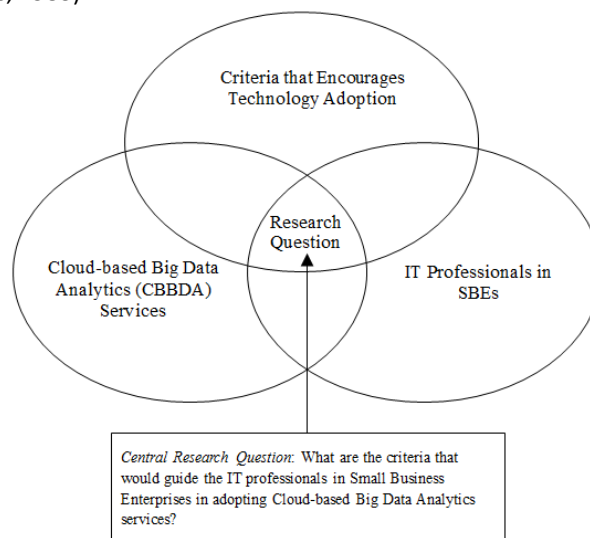 Criteria that Encourages
Technology Adoption
Research
Question
Cloud-based Big Data
Analytics (CBBDA)
Services
IT Professionals in
SBEs
Central Research Question: What are the criteria that
would guide the IT professionals in Small Business
Enterprises in adopting Cloud-based Big Data Analytics
services?